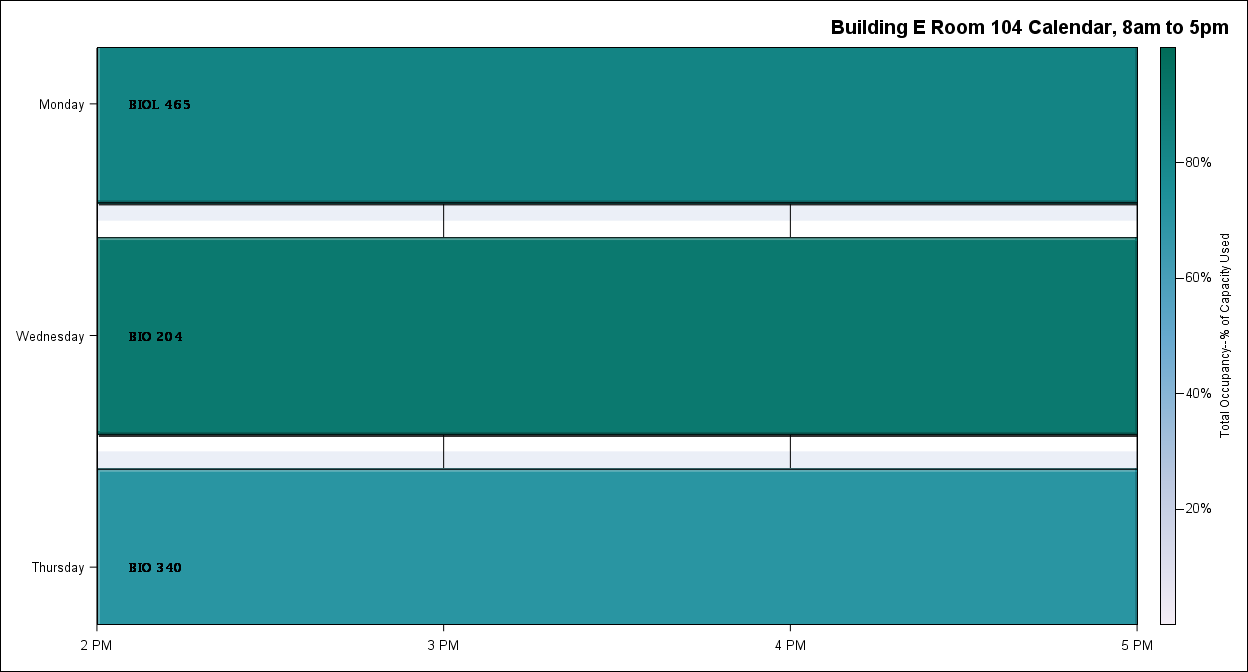 Building E Room 104 Calendar, 8am to 5pm
Monday
BIOL 465
Wednesday
BIO 204
Thursday
BIO 340
2 PM
3 PM
4 PM
5 PM
80%
60%
40%
20%
Total Occupancy--% of Capacity Used